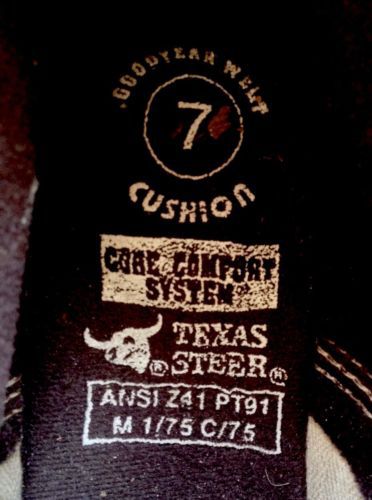 GOODYEAR WELT
7
CUSHION
CORE COMFORT
SYSTEM
TEXAS
® STEER®
ANSI Z41 PT91
M 1/75 C/75